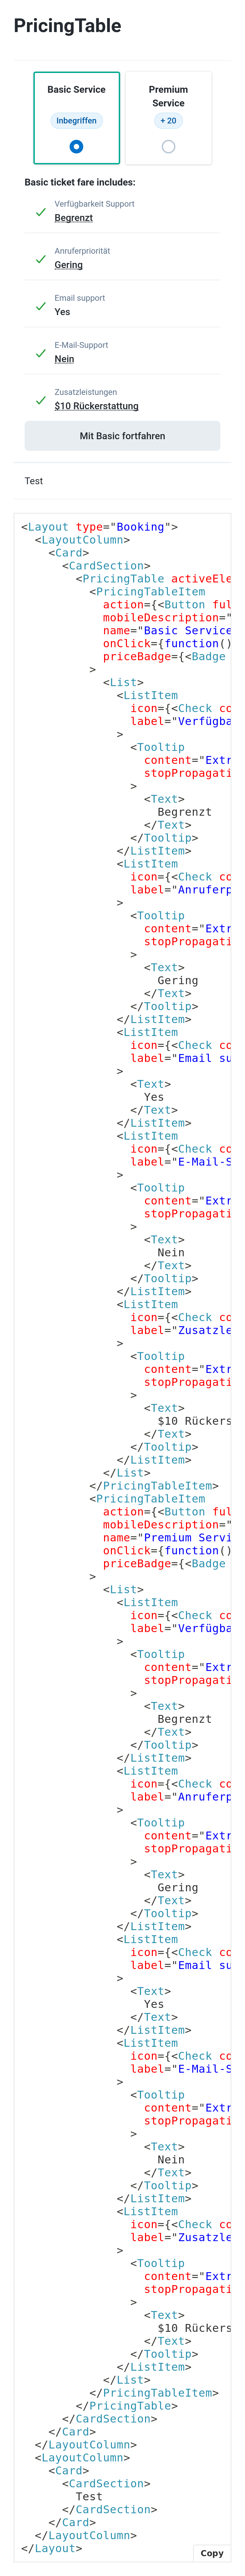 PricingTable
Basic Service
Inbegriffen
Premium
Service
+ 20
Basic ticket fare includes:
Verfügbarkeit Support
Begrenzt
Anruferpriorität
Gering
Email support
Yes
E-Mail-Support
Nein
Zusatzleistungen
$10 Rückerstattung
Mit Basic fortfahren
Test
<Layout type="Booking">
<LayoutColumn>
<Card>
<CardSection>
<PricingTable activeEle
<PricingTableItem
action={<Button ful
mobileDescription="
name="Basic Service
onClick={function()
priceBadge={<Badge
>
<List>
<ListItem
icon={<Check co
label="Verfügba
>
<Tooltip
content="Extr
stopPropagati
>
<Text>
Begrenzt
</Text>
</Tooltip>
</ListItem>
<ListItem
icon={<Check co
label="Anruferp
>
<Tooltip
content="Extr
stopPropagati
>
<Text>
Gering
</Text>
</Tooltip>
</ListItem>
<ListItem
icon={<Check co
label="Email su
>
<Text>
Yes
</Text>
</ListItem>
<ListItem
icon={<Check co
label="E-Mail-S
>
<Tooltip
content="Extr
stopPropagati
>
<Text>
Nein
</Text>
</Tooltip>
</ListItem>
<ListItem
icon={<Check co
label="Zusatzle
>
<Tooltip
content="Extr
stopPropagati
>
<Text>
$10 Rückers
</Text>
</Tooltip>
</ListItem>
</List>
</PricingTableItem>
<PricingTableItem
action={<Button ful
mobileDescription="
name="Premium Servi
onClick={function()
priceBadge={<Badge
>
<List>
<ListItem
icon={<Check co
label="Verfügba
>
<Tooltip
content="Extr
stopPropagati
>
<Text>
Begrenzt
</Text>
</Tooltip>
</ListItem>
<ListItem
icon={<Check co
label="Anruferp
>
<Tooltip
content="Extr
stopPropagati
>
<Text>
Gering
</Text>
</Tooltip>
</ListItem>
<ListItem
icon={<Check co
label="Email su
>
<Text>
Yes
</Text>
</ListItem>
<ListItem
icon={<Check co
label="E-Mail-S
>
<Tooltip
content="Extr
stopPropagati
>
<Text>
Nein
</Text>
</Tooltip>
</ListItem>
<ListItem
icon={<Check co
label="Zusatzle
>
<Tooltip
content="Extr
stopPropagati
>
<Text>
$10 Rückers
</Text>
</Tooltip>
</ListItem>
</List>
</PricingTableItem>
</PricingTable>
</CardSection>
</Card>
</LayoutColumn>
<LayoutColumn>
<Card>
<CardSection>
Test
</CardSection>
</Card>
</LayoutColumn>
</Layout>
Copy